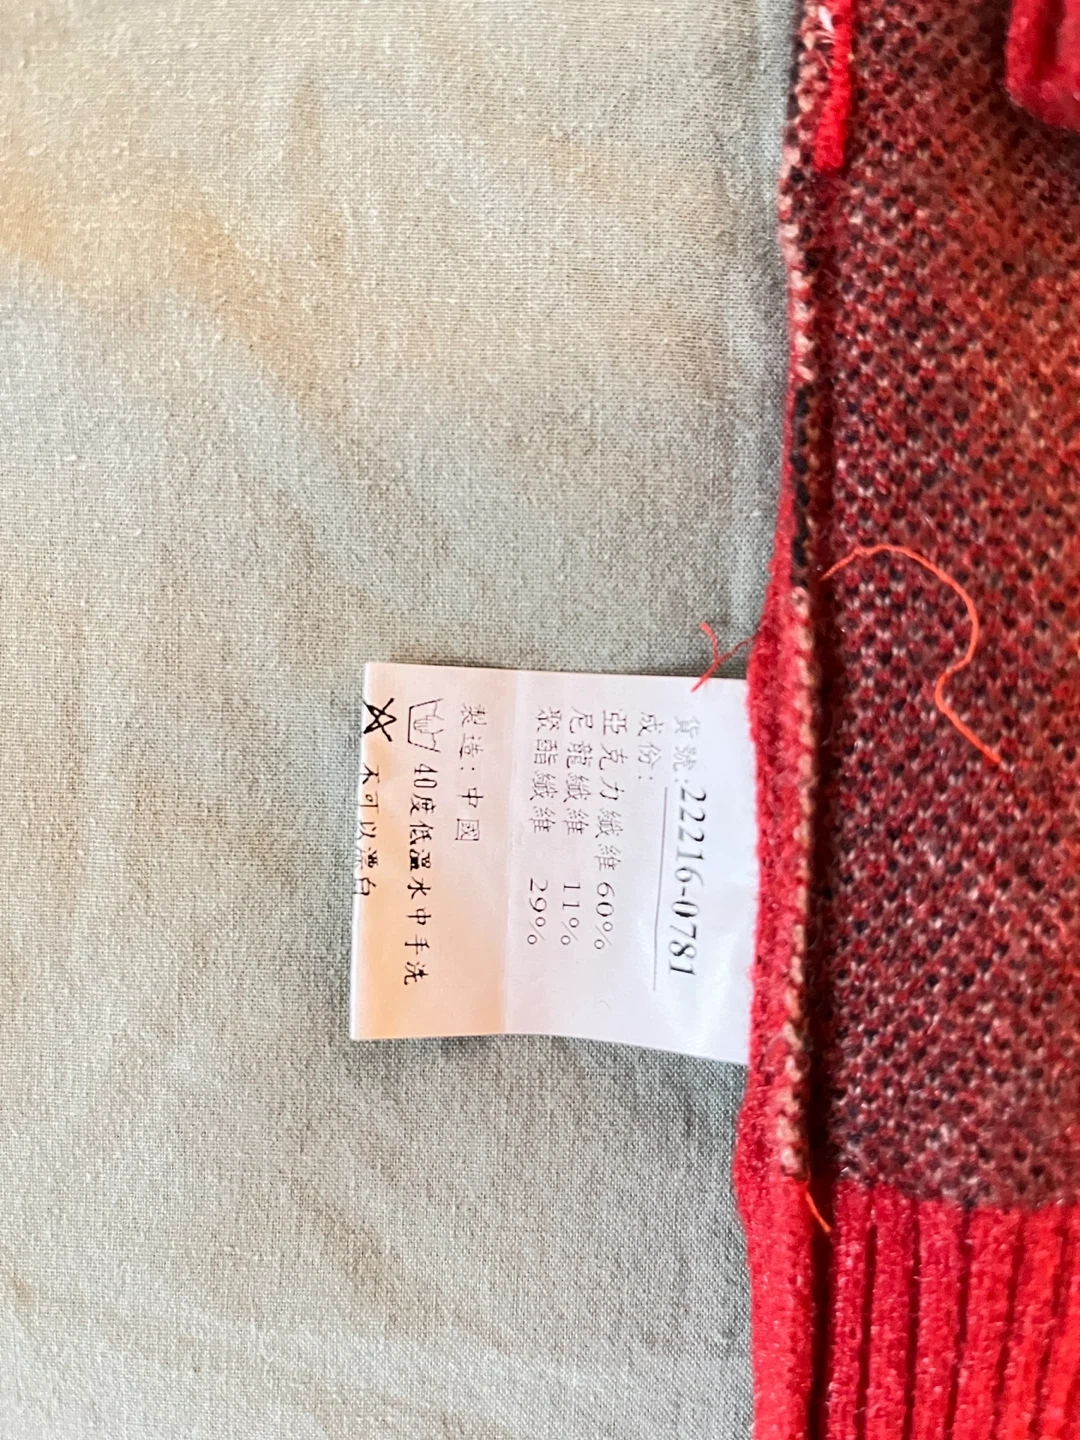 貨號:22216-0781
成份:
亞克力纖維 60%
尼龍纖維 11%
聚酯纖維 29%
製造:中國
40度低溫水中手洗
不可以漂白